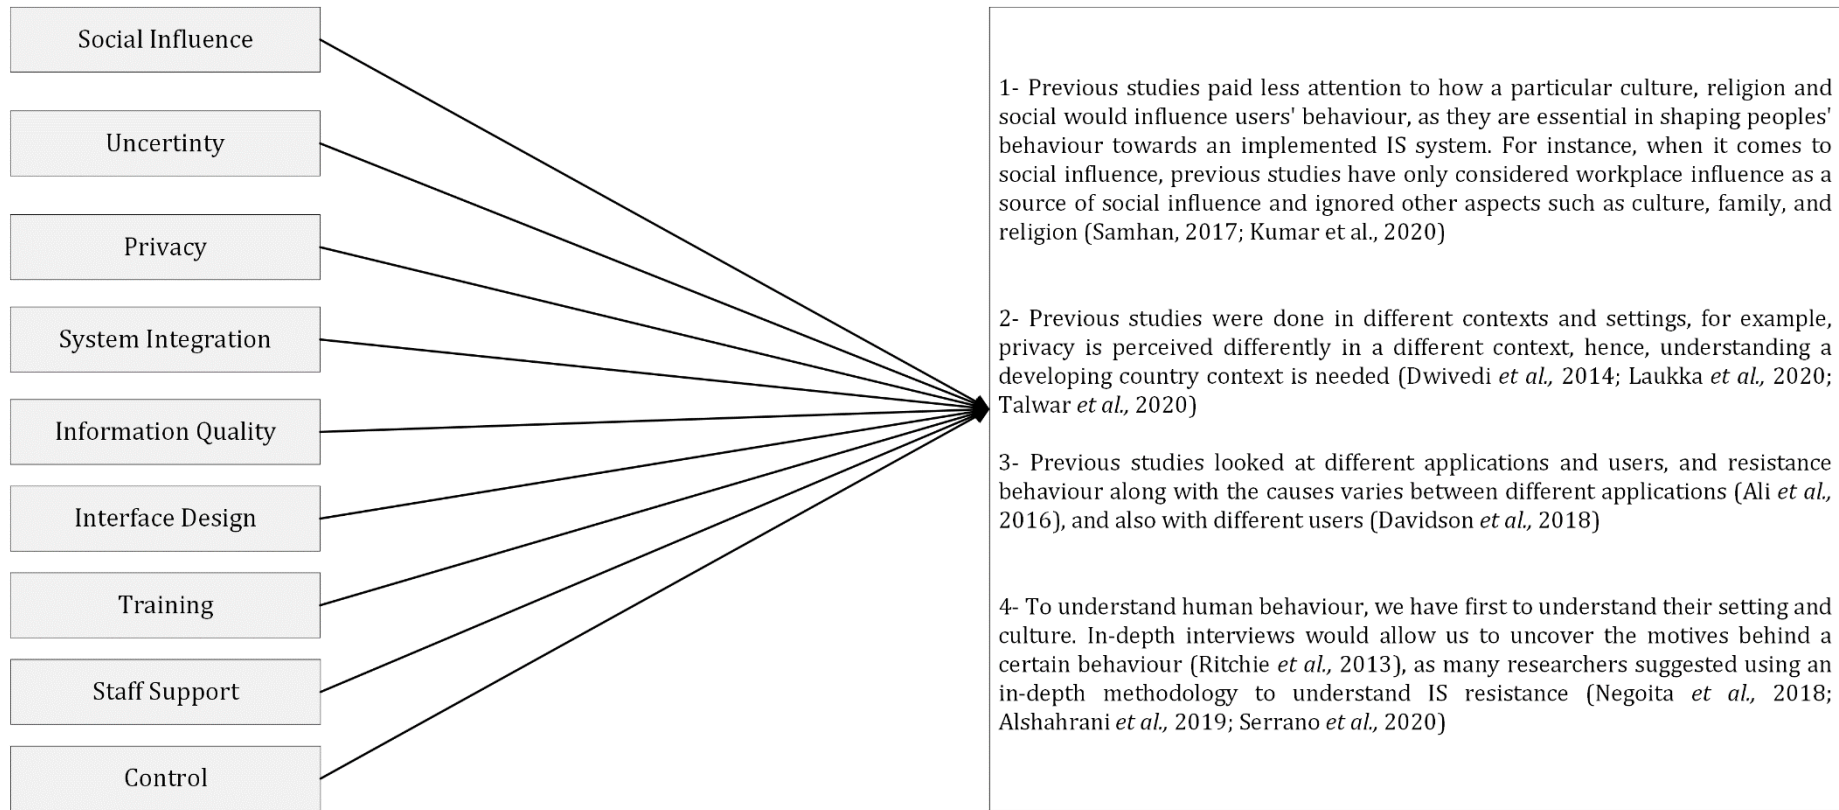 Social Influence
Uncertinty
Privacy
System Integration
Information Quality
Interface Design
Training
Staff Support
Control
1- Previous studies paid less attention to how a particular culture, religion and
social would influence users' behaviour, as they are essential in shaping peoples'
behaviour towards an implemented IS system. For instance, when it comes to
social influence, previous studies have only considered workplace influence as a
source of social influence and ignored other aspects such as culture, family, and
religion (Samhan, 2017; Kumar et al., 2020)
2- Previous studies were done in different contexts and settings, for example,
privacy is perceived differently in a different context, hence, understanding a
developing country context is needed (Dwivedi et al., 2014; Laukka et al., 2020;
Talwar et al., 2020)
3- Previous studies looked at different applications and users, and resistance
behaviour along with the causes varies between different applications (Ali et al.,
2016), and also with different users (Davidson et al., 2018)
4- To understand human behaviour, we have first to understand their setting and
culture. In-depth interviews would allow us to uncover the motives behind a
certain behaviour (Ritchie et al., 2013), as many researchers suggested using an
in-depth methodology to understand IS resistance (Negoita et al., 2018;
Alshahrani et al., 2019; Serrano et al., 2020)